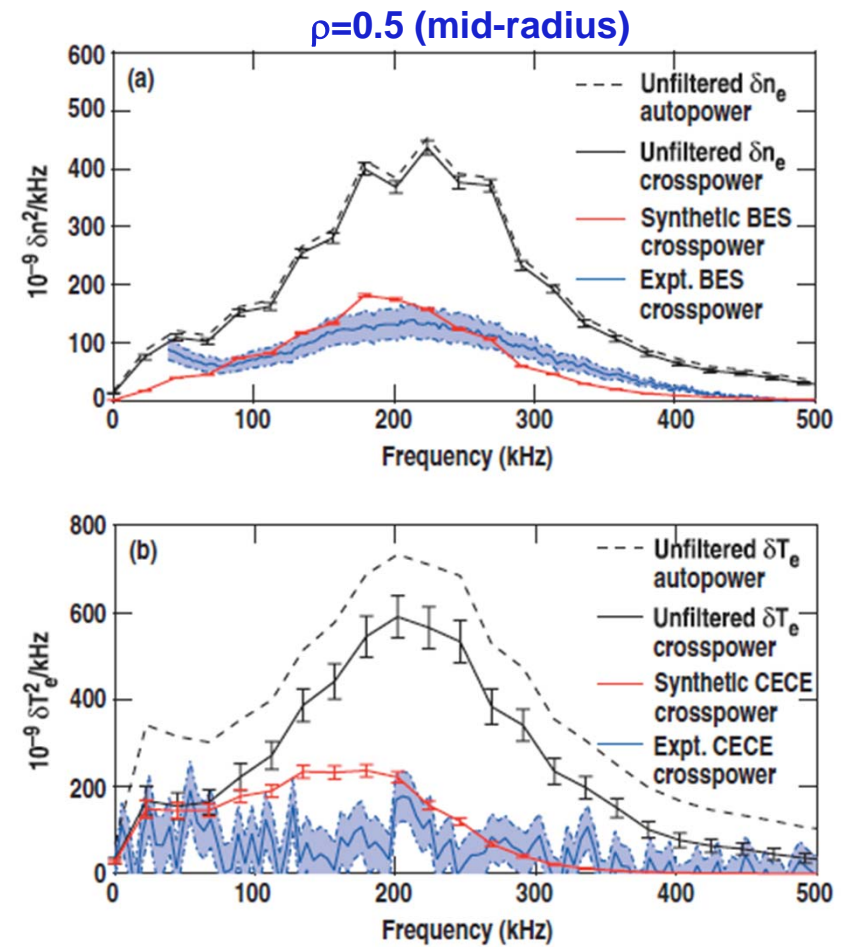 ρ=0.5 (mid-radius)
600
(a)
Unfiltered δnₑ
autopower
500
Unfiltered δnₑ
crosspower
400
Synthetic BES
crosspower
300
Expt. BES
crosspower
200
100
0
10⁻⁹ δn²/kHz
0 100 200 300 400 500
Frequency (kHz)
800
(b)
Unfiltered δTₑ
autopower
600
Unfiltered δTₑ
crosspower
400
Synthetic CECE
crosspower
Expt. CECE
crosspower
200
0
10⁻⁹ δTₑ²/kHz
0 100 200 300 400 500
Frequency (kHz)